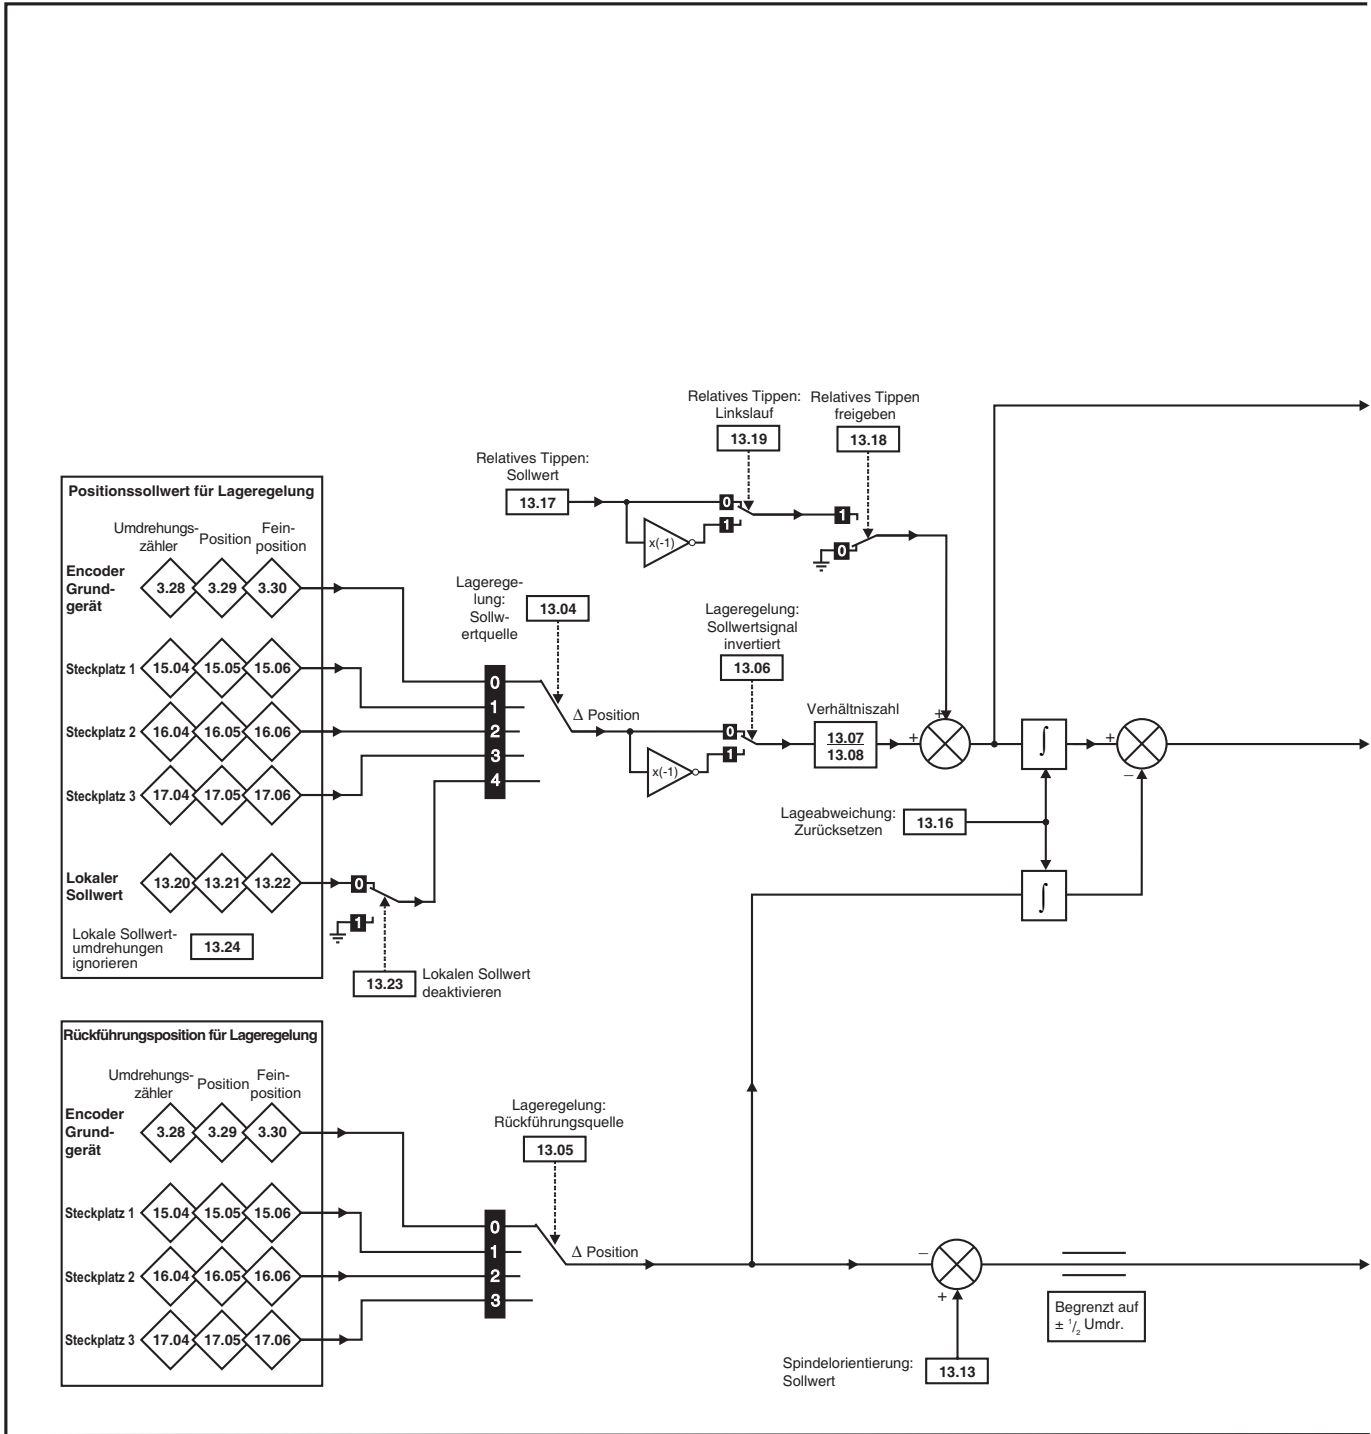 Relatives Tippen:
Linkslauf
13.19
Relatives Tippen
freigeben
13.18
Relatives Tippen:
Sollwert
13.17
0
1
x(-1)
1
0
Positionssollwert für Lageregelung
Umdrehungs-
zähler
Position
Fein-
position
Encoder
Grund-
gerät
3.28 3.29 3.30
Steckplatz 1 15.04 15.05 15.06
Steckplatz 2 16.04 16.05 16.06
Steckplatz 3 17.04 17.05 17.06
Lokaler
Sollwert
13.20 13.21 13.22
Lokale Sollwert-
umdrehungen
ignorieren
13.24
0
1
13.23
Lokalen Sollwert
deaktivieren
Lagerege-
lung:
Sollw-
ertquelle
13.04
0
1
2
3
4
Δ Position
Lageregelung:
Sollwertsignal
invertiert
13.06
0
1
x(-1)
Verhältniszahl
13.07
13.08
+
+
∫
+
−
Lageabweichung:
Zurücksetzen
13.16
∫
Rückführungsposition für Lageregelung
Umdrehungs-
zähler
Position
Fein-
position
Encoder
Grund-
gerät
3.28 3.29 3.30
Steckplatz 1 15.04 15.05 15.06
Steckplatz 2 16.04 16.05 16.06
Steckplatz 3 17.04 17.05 17.06
Lageregelung:
Rückführungsquelle
13.05
0
1
2
3
Δ Position
−
+
Begrenzt auf
± 1/2 Umdr.
Spindelorientierung:
Sollwert
13.13